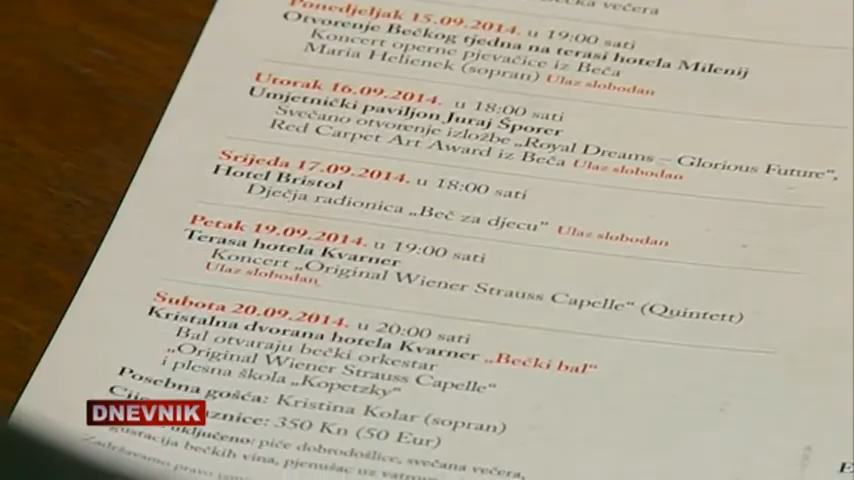 večera
Ponedjeljak 15.09.2014. u 19:00 sati
Otvorenje Bečkog tjedna na terasi hotela Milenij
Koncert operne pjevačice iz Beča
Maria Helienek (sopran) Ulaz slobodan
Utorak 16.09.2014. u 18:00 sati
Umjetnički paviljon Juraj Šporer
Svečano otvorenje izložbe „Royal Dreams – Glorious Future“,
Red Carpet Art Award iz Beča Ulaz slobodan
Srijeda 17.09.2014. u 18:00 sati
Hotel Bristol
Dječja radionica „Beč za djecu“ Ulaz slobodan
Petak 19.09.2014. u 19:00 sati
Terasa hotela Kvarner
Koncert „Original Wiener Strauss Capelle“ (Quintett)
Ulaz slobodan
Subota 20.09.2014. u 20:00 sati
Kristalna dvorana hotela Kvarner „Bečki bal“
Bal otvaraju bečki orkestar
„Original Wiener Strauss Capelle“
i plesna škola „Kopetzky“
Posebna gošća: Kristina Kolar (sopran)
350 Kn (50 Eur)
DNEVNIK
uključeno: piće dobrodošlice, svečana večera,
gustacija bečkih vina, pjenušac uz
Zadržavamo pravo
E